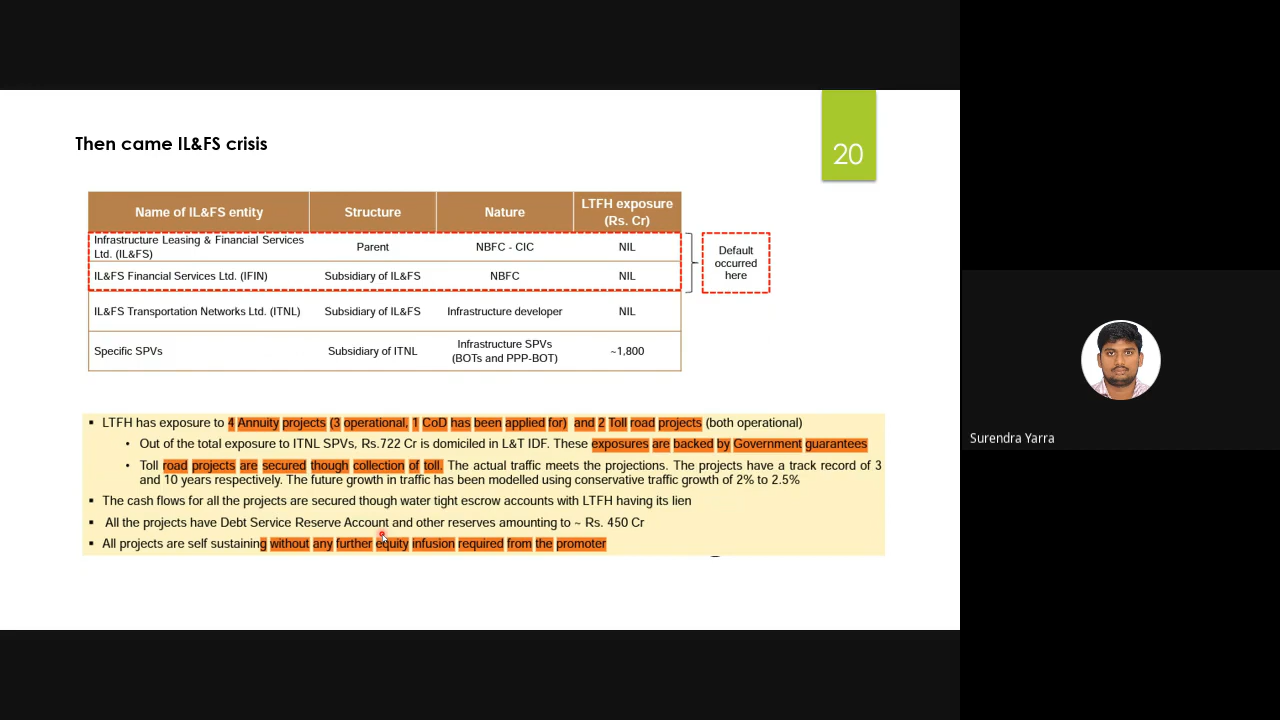 Then came IL&FS crisis
20
Name of IL&FS entity
Structure
Nature
LTFH exposure
(Rs. Cr)
Infrastructure Leasing & Financial Services
Ltd. (IL&FS)
Parent
NBFC - CIC
NIL
IL&FS Financial Services Ltd. (IFIN)
Subsidiary of IL&FS
NBFC
NIL
Default
occurred
here
IL&FS Transportation Networks Ltd. (ITNL)
Subsidiary of IL&FS
Infrastructure developer
NIL
Specific SPVs
Subsidiary of ITNL
Infrastructure SPVs
(BOTs and PPP-BOT)
~1,800
▪ LTFH has exposure to 4 Annuity projects (3 operational, 1 CoD has been applied for) and 2 Toll road projects (both operational)
• Out of the total exposure to ITNL SPVs, Rs.722 Cr is domiciled in L&T IDF. These exposures are backed by Government guarantees
• Toll road projects are secured though collection of toll. The actual traffic meets the projections. The projects have a track record of 3
and 10 years respectively. The future growth in traffic has been modelled using conservative traffic growth of 2% to 2.5%
▪ The cash flows for all the projects are secured though water tight escrow accounts with LTFH having its lien
▪ All the projects have Debt Service Reserve Account and other reserves amounting to ~ Rs. 450 Cr
▪ All projects are self sustaining without any further equity infusion required from the promoter
Surendra Yarra